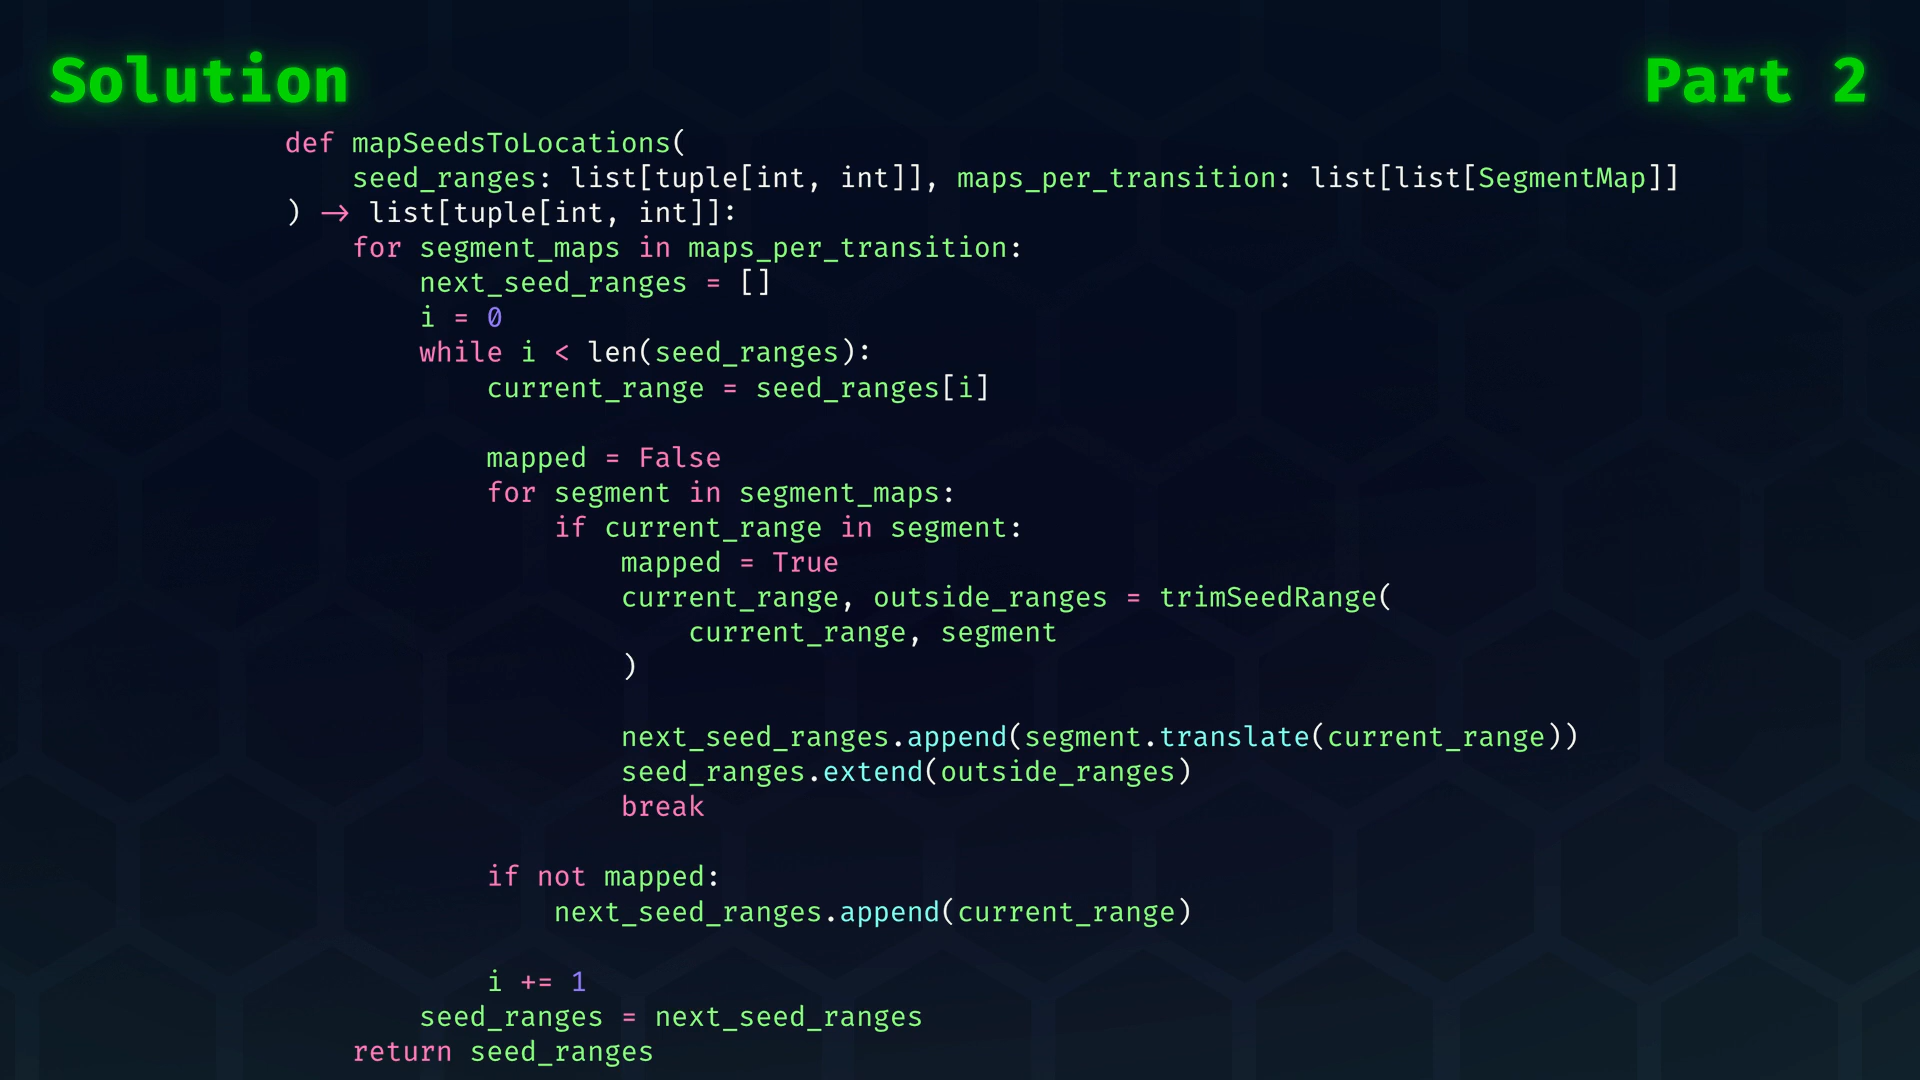 Solution
Part 2
def mapSeedsToLocations(
    seed_ranges: list[tuple[int, int]], maps_per_transition: list[list[SegmentMap]]
) → list[tuple[int, int]]:
    for segment_maps in maps_per_transition:
        next_seed_ranges = []
        i = 0
        while i < len(seed_ranges):
            current_range = seed_ranges[i]

            mapped = False
            for segment in segment_maps:
                if current_range in segment:
                    mapped = True
                    current_range, outside_ranges = trimSeedRange(
                        current_range, segment
                    )

                    next_seed_ranges.append(segment.translate(current_range))
                    seed_ranges.extend(outside_ranges)
                    break

            if not mapped:
                next_seed_ranges.append(current_range)

            i += 1
        seed_ranges = next_seed_ranges
    return seed_ranges